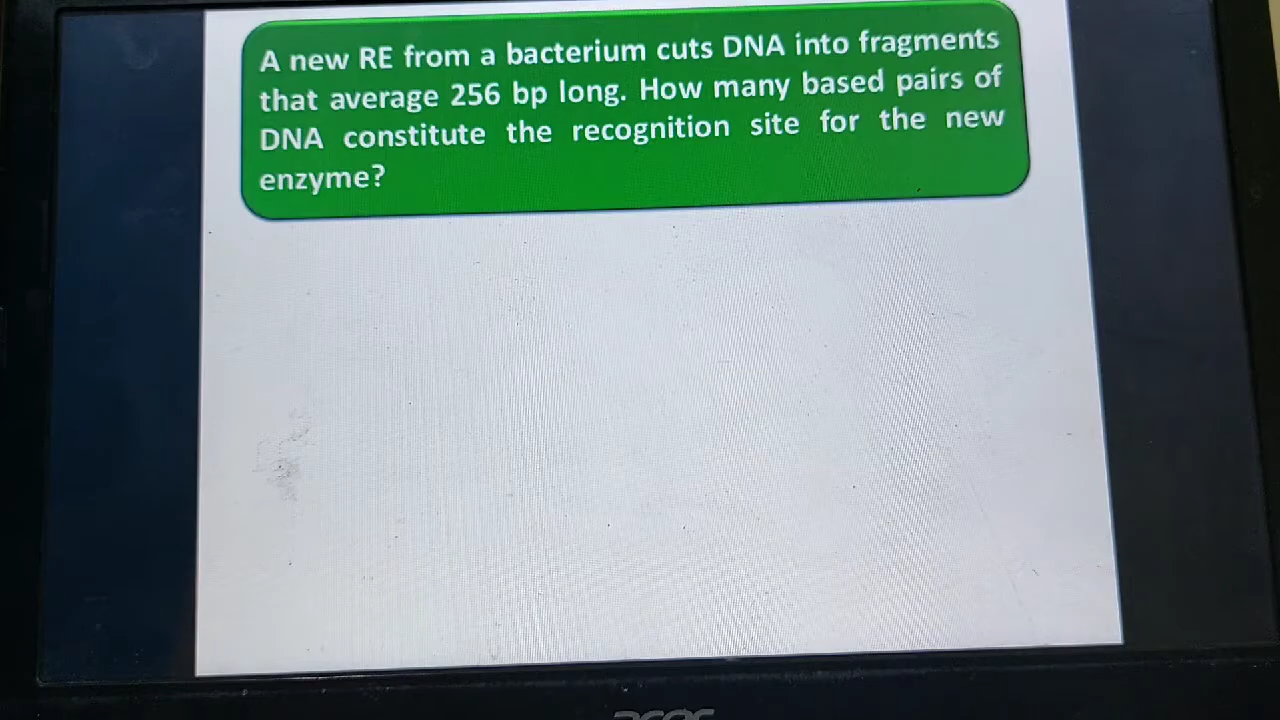 A new RE from a bacterium cuts DNA into fragments
that average 256 bp long. How many based pairs of
DNA constitute the recognition site for the new
enzyme?
acer